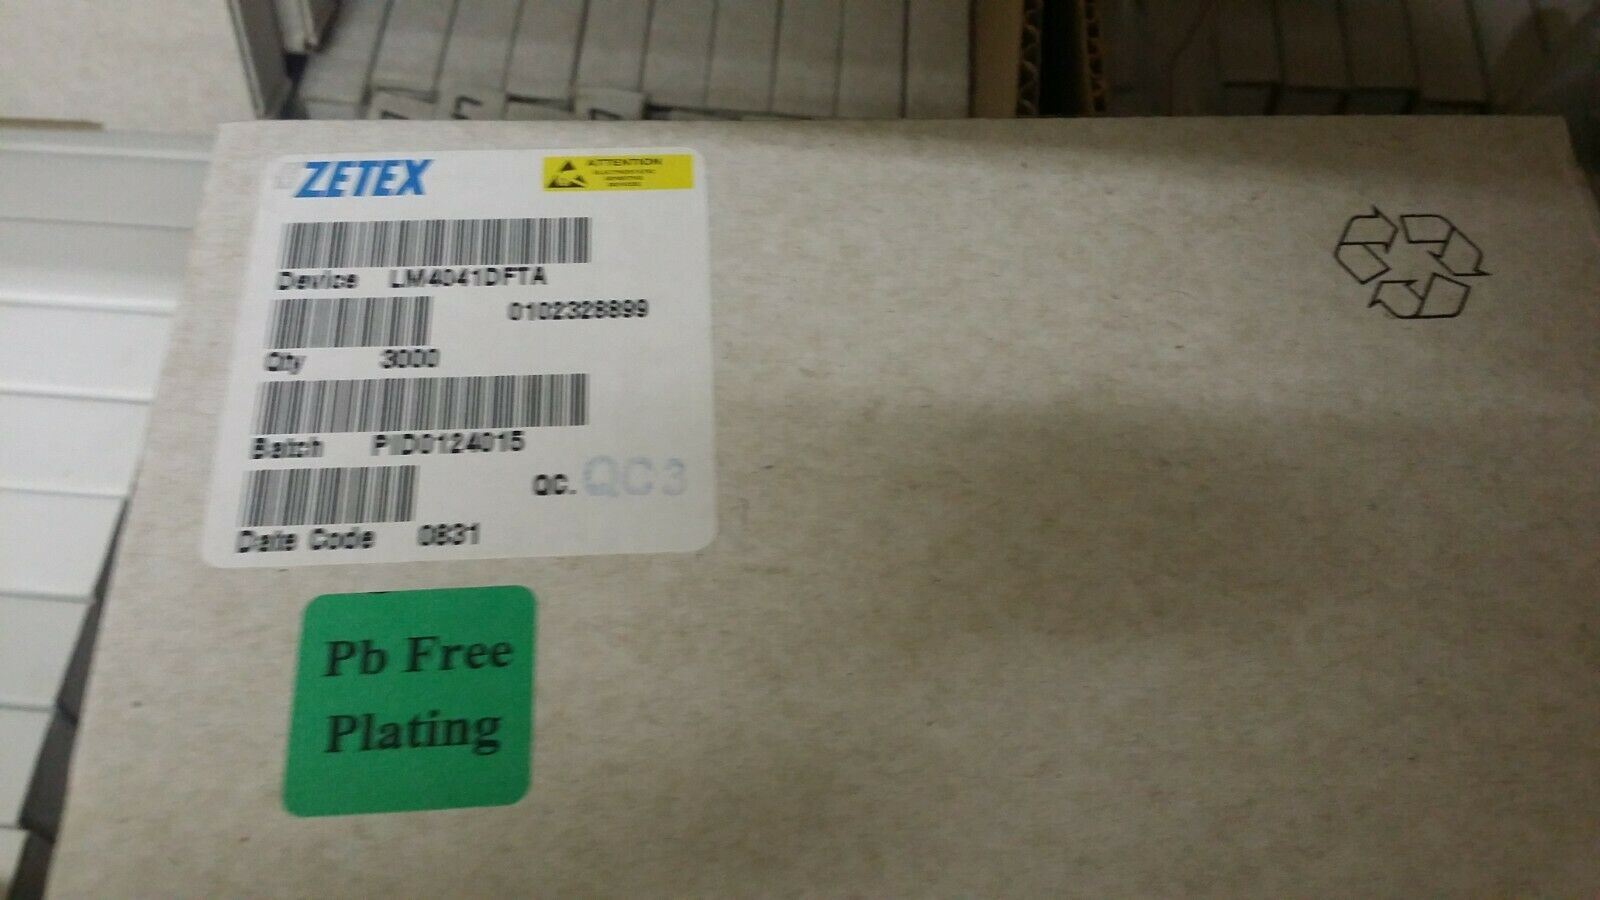 ZETEX
ATTENTION
Device LM4041DFTA
0102328899
Qty 3000
Batch PID0124015
QC. QC3
Date Code 0831
Pb Free
Plating